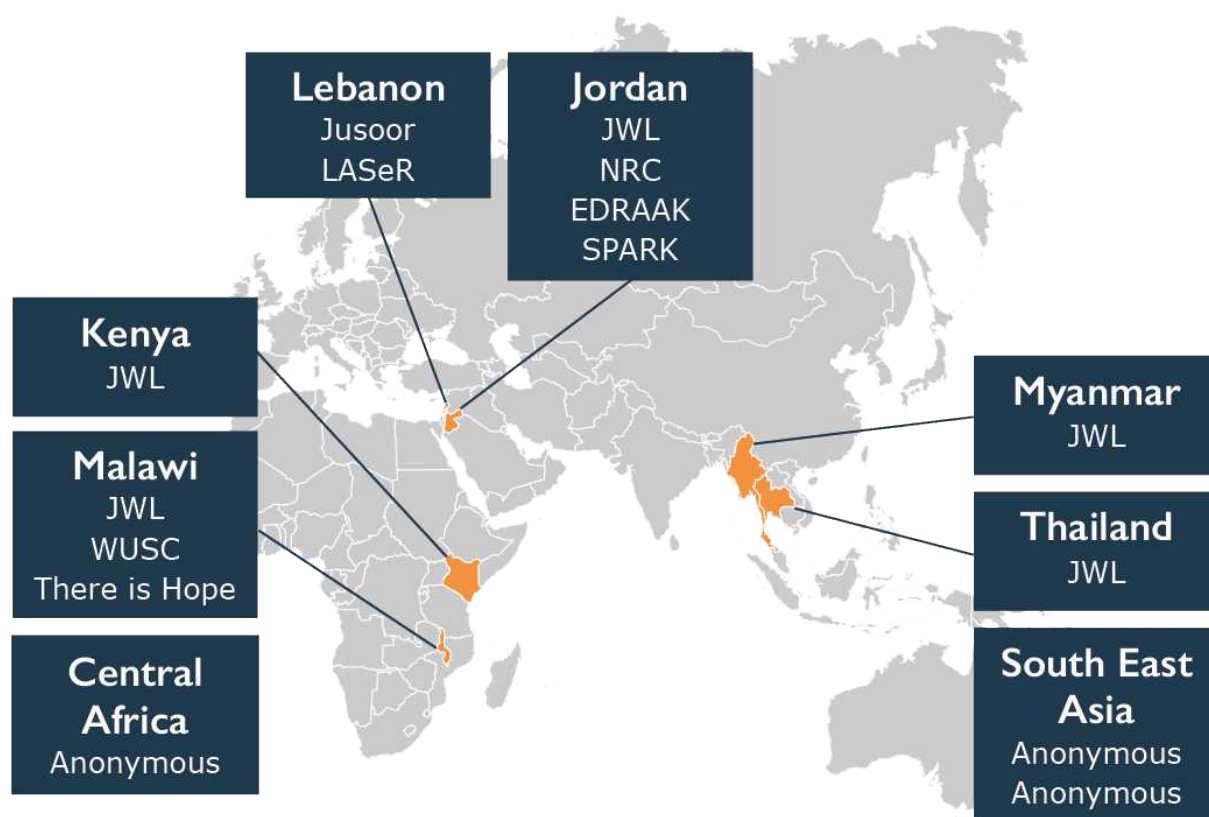 Lebanon
Jusoor
LASeR
Jordan
JWL
NRC
EDRAAK
SPARK
Kenya
JWL
Malawi
JWL
WUSC
There is Hope
Central
Africa
Anonymous
Myanmar
JWL
Thailand
JWL
South East
Asia
Anonymous
Anonymous